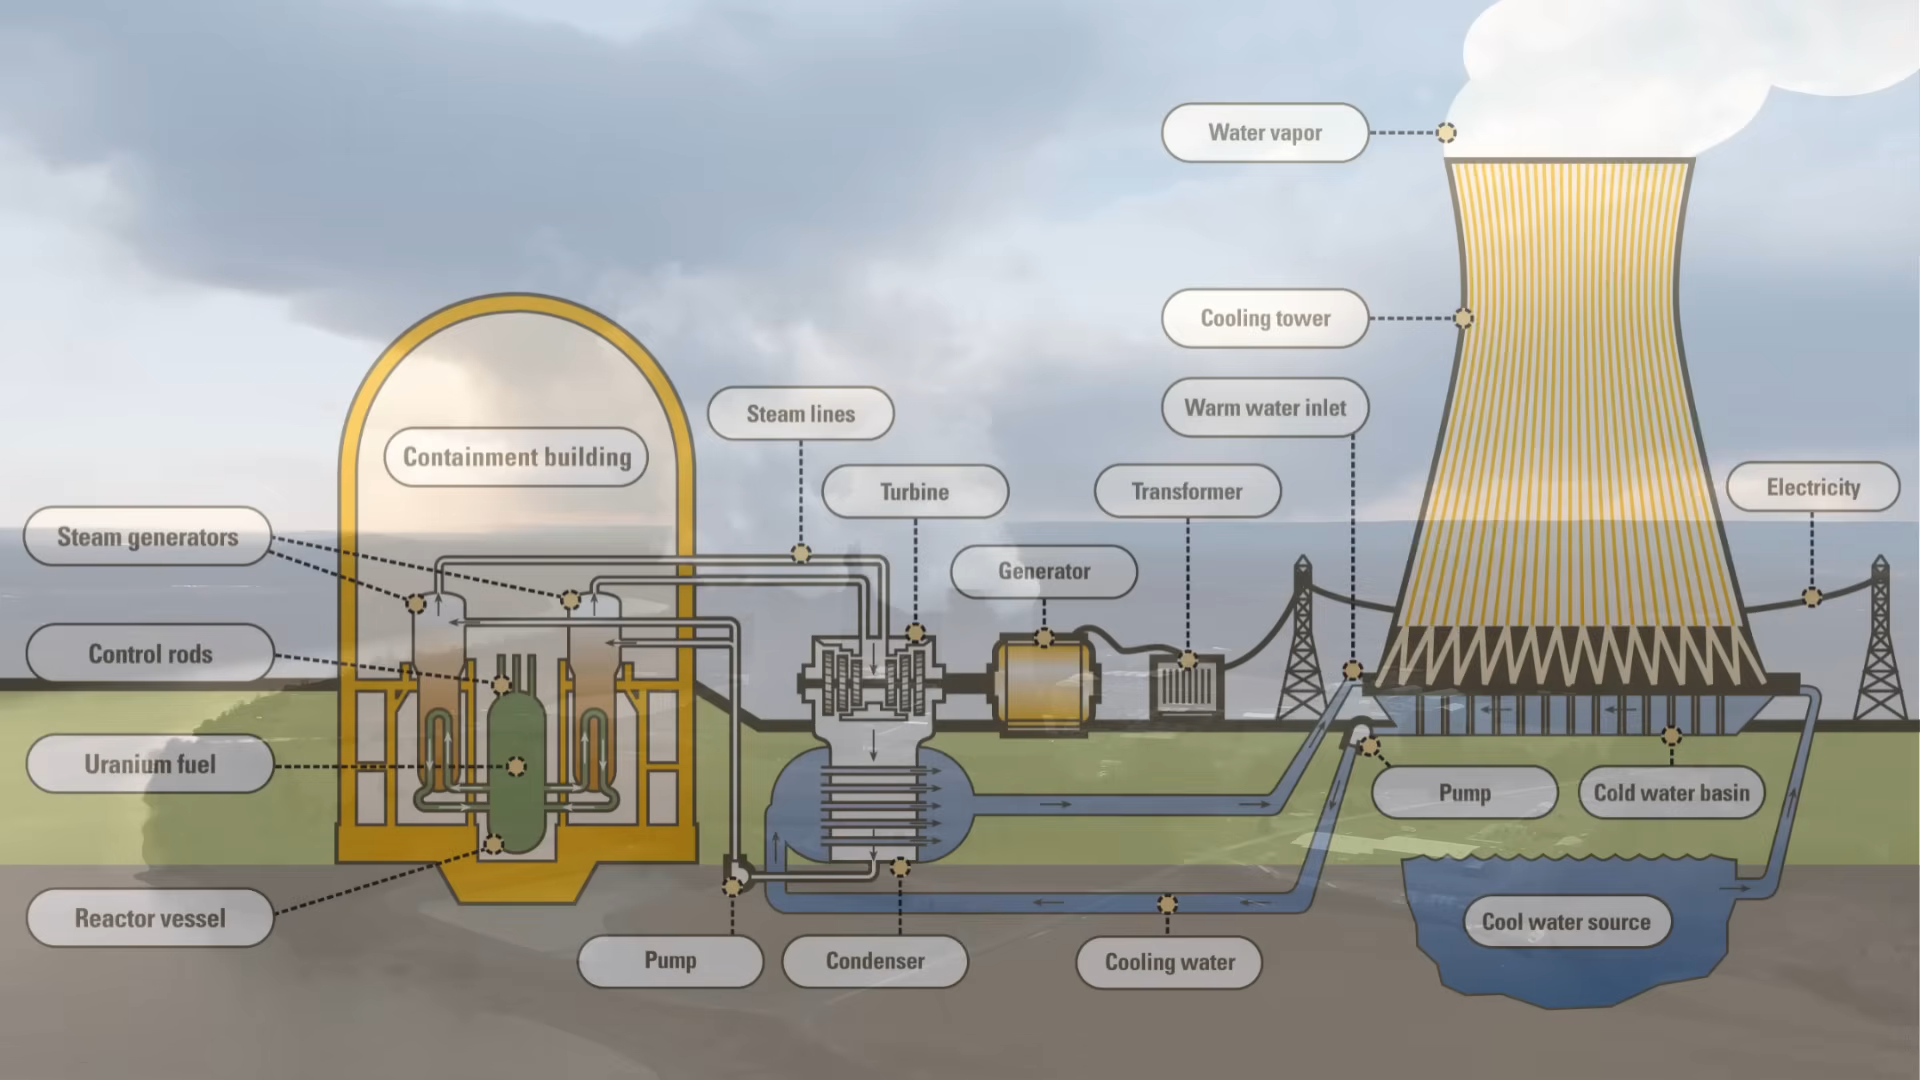 Water vapor
Cooling tower
Steam lines
Warm water inlet
Containment building
Turbine
Transformer
Electricity
Steam generators
Generator
Control rods
Uranium fuel
Pump
Cold water basin
Reactor vessel
Cool water source
Pump
Condenser
Cooling water